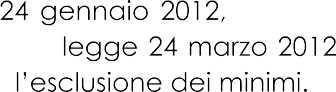 24 gennaio 2012,
legge 24 marzo 2012
l'esclusione dei minimi.